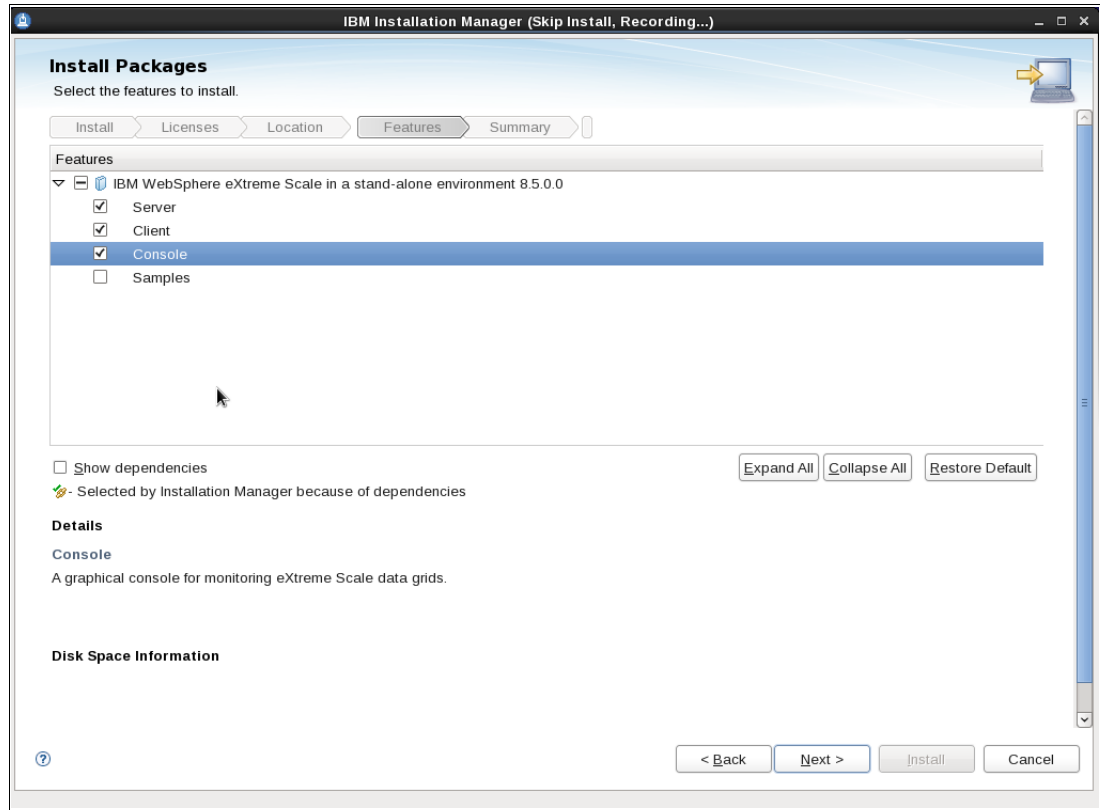 IBM Installation Manager (Skip Install, Recording...)
Install Packages
Select the features to install.
Install Licenses Location Features Summary
Features
IBM WebSphere eXtreme Scale in a stand-alone environment 8.5.0.0
Server
Client
Console
Samples
Show dependencies Expand All Collapse All Restore Default
- Selected by Installation Manager because of dependencies
Details
Console
A graphical console for monitoring eXtreme Scale data grids.
Disk Space Information
? < Back Next > Install Cancel